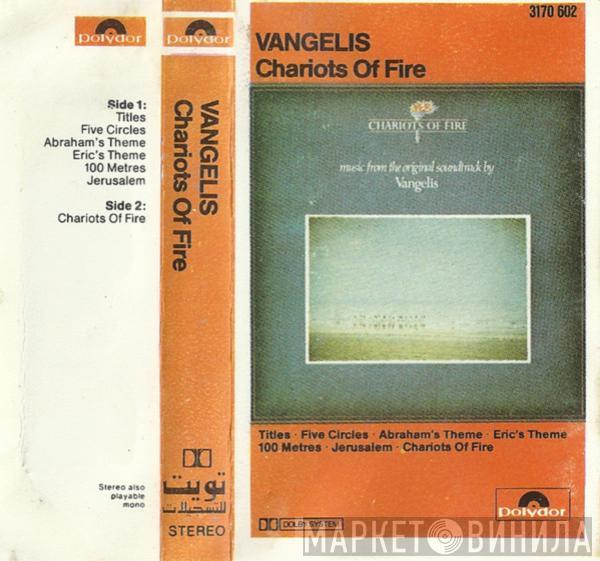 polydor
Side 1:
Titles
Five Circles
Abraham's Theme
Eric's Theme
100 Metres
Jerusalem
Side 2:
Chariots Of Fire
Stereo also
playable
mono
polydor
VANGELIS
Chariots Of Fire
تويت
للتسجيلات
STEREO
3170 602
VANGELIS
Chariots Of Fire
CHARIOTS OF FIRE
music from the original soundtrack by
Vangelis
Titles · Five Circles · Abraham's Theme · Eric's Theme
100 Metres · Jerusalem · Chariots Of Fire
DOLBY SYSTEM
polydor
МАРКЕТ ВИНИЛА